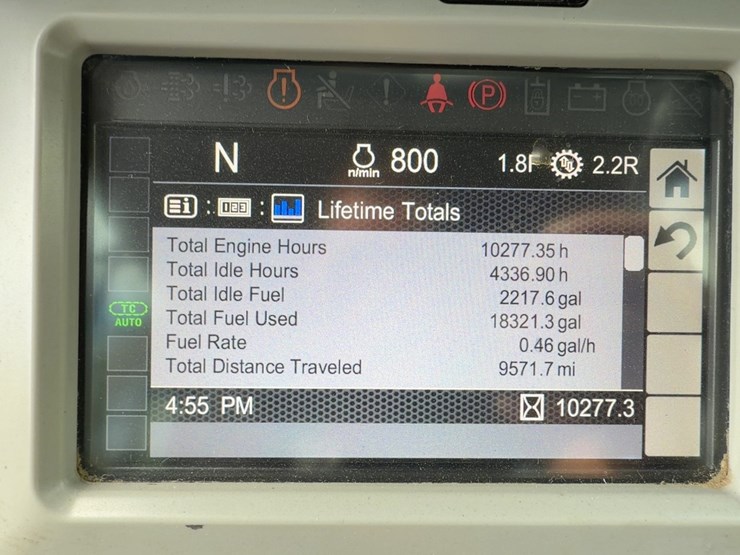 (P)
N n/min 800 1.8F 2.2R
i : 123 : Lifetime Totals
Total Engine Hours 10277.35 h
Total Idle Hours 4336.90 h
Total Idle Fuel 2217.6 gal
Total Fuel Used 18321.3 gal
Fuel Rate 0.46 gal/h
Total Distance Traveled 9571.7 mi
TC
AUTO
4:55 PM 10277.3